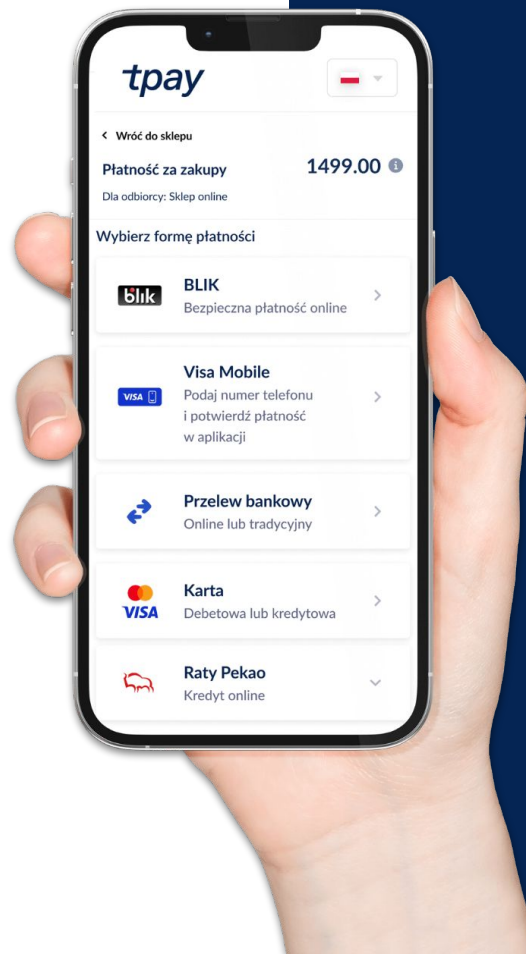 tpay
Wróć do sklepu
Płatność za zakupy 1499.00 i
Dla odbiorcy: Sklep online
Wybierz formę płatności
blik
BLIK
Bezpieczna płatność online
VISA
Visa Mobile
Podaj numer telefonu
i potwierdź płatność
w aplikacji
Przelew bankowy
Online lub tradycyjny
VISA
Karta
Debetowa lub kredytowa
Raty Pekao
Kredyt online